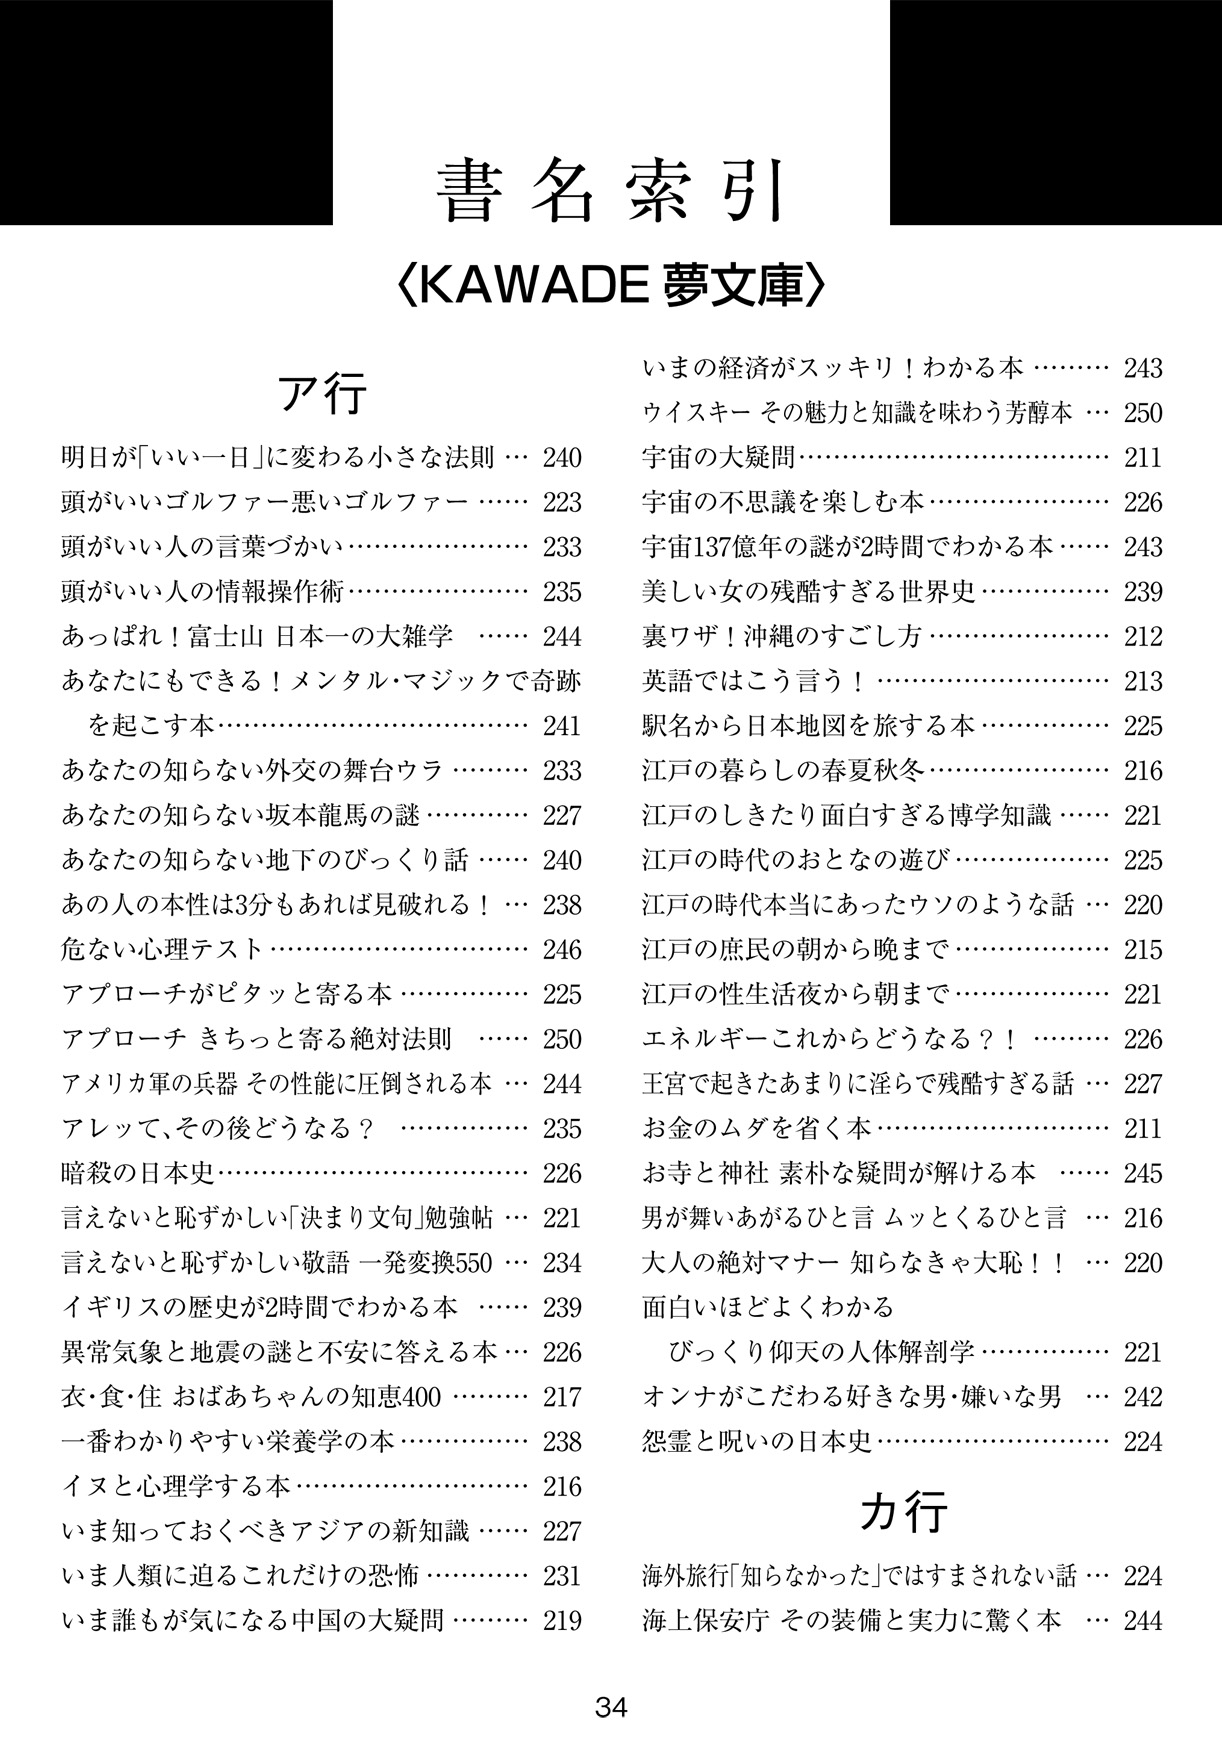 書名索引
〈KAWADE 夢文庫〉
ア行
明日が「いい一日」に変わる小さな法則 … 240
頭がいいゴルファー悪いゴルファー …… 223
頭がいい人の言葉づかい………………… 233
頭がいい人の情報操作術………………… 235
あっぱれ！富士山 日本一の大雑学 …… 244
あなたにもできる！メンタル・マジックで奇跡
を起こす本……………………………… 241
あなたの知らない外交の舞台ウラ ……… 233
あなたの知らない坂本龍馬の謎………… 227
あなたの知らない地下のびっくり話 …… 240
あの人の本性は3分もあれば見破れる！ … 238
危ない心理テスト………………………… 246
アプローチがピタッと寄る本 …………… 225
アプローチ きちっと寄る絶対法則 …… 250
アメリカ軍の兵器 その性能に圧倒される本 … 244
アレッて、その後どうなる？ …………… 235
暗殺の日本史……………………………… 226
言えないと恥ずかしい「決まり文句」勉強帖 … 221
言えないと恥ずかしい敬語 一発変換550 … 234
イギリスの歴史が2時間でわかる本 …… 239
異常気象と地震の謎と不安に答える本… 226
衣・食・住 おばあちゃんの知恵400 ……… 217
一番わかりやすい栄養学の本…………… 238
イヌと心理学する本……………………… 216
いま知っておくべきアジアの新知識 …… 227
いま人類に迫るこれだけの恐怖………… 231
いま誰もが気になる中国の大疑問 ……… 219
いまの経済がスッキリ！わかる本 ……… 243
ウイスキー その魅力と知識を味わう芳醇本 … 250
宇宙の大疑問……………………………… 211
宇宙の不思議を楽しむ本………………… 226
宇宙137億年の謎が2時間でわかる本…… 243
美しい女の残酷すぎる世界史…………… 239
裏ワザ！沖縄のすごし方………………… 212
英語ではこう言う！……………………… 213
駅名から日本地図を旅する本…………… 225
江戸の暮らしの春夏秋冬………………… 216
江戸のしきたり面白すぎる博学知識 …… 221
江戸の時代のおとなの遊び……………… 225
江戸の時代本当にあったウソのような話 … 220
江戸の庶民の朝から晩まで……………… 215
江戸の性生活夜から朝まで……………… 221
エネルギーこれからどうなる？！ ……… 226
王宮で起きたあまりに淫らで残酷すぎる話 … 227
お金のムダを省く本……………………… 211
お寺と神社 素朴な疑問が解ける本 …… 245
男が舞いあがるひと言 ムッとくるひと言 … 216
大人の絶対マナー 知らなきゃ大恥！！ … 220
面白いほどよくわかる
びっくり仰天の人体解剖学…………… 221
オンナがこだわる好きな男・嫌いな男 … 242
怨霊と呪いの日本史……………………… 224
カ行
海外旅行「知らなかった」ではすまされない話 … 224
海上保安庁 その装備と実力に驚く本 … 244
34